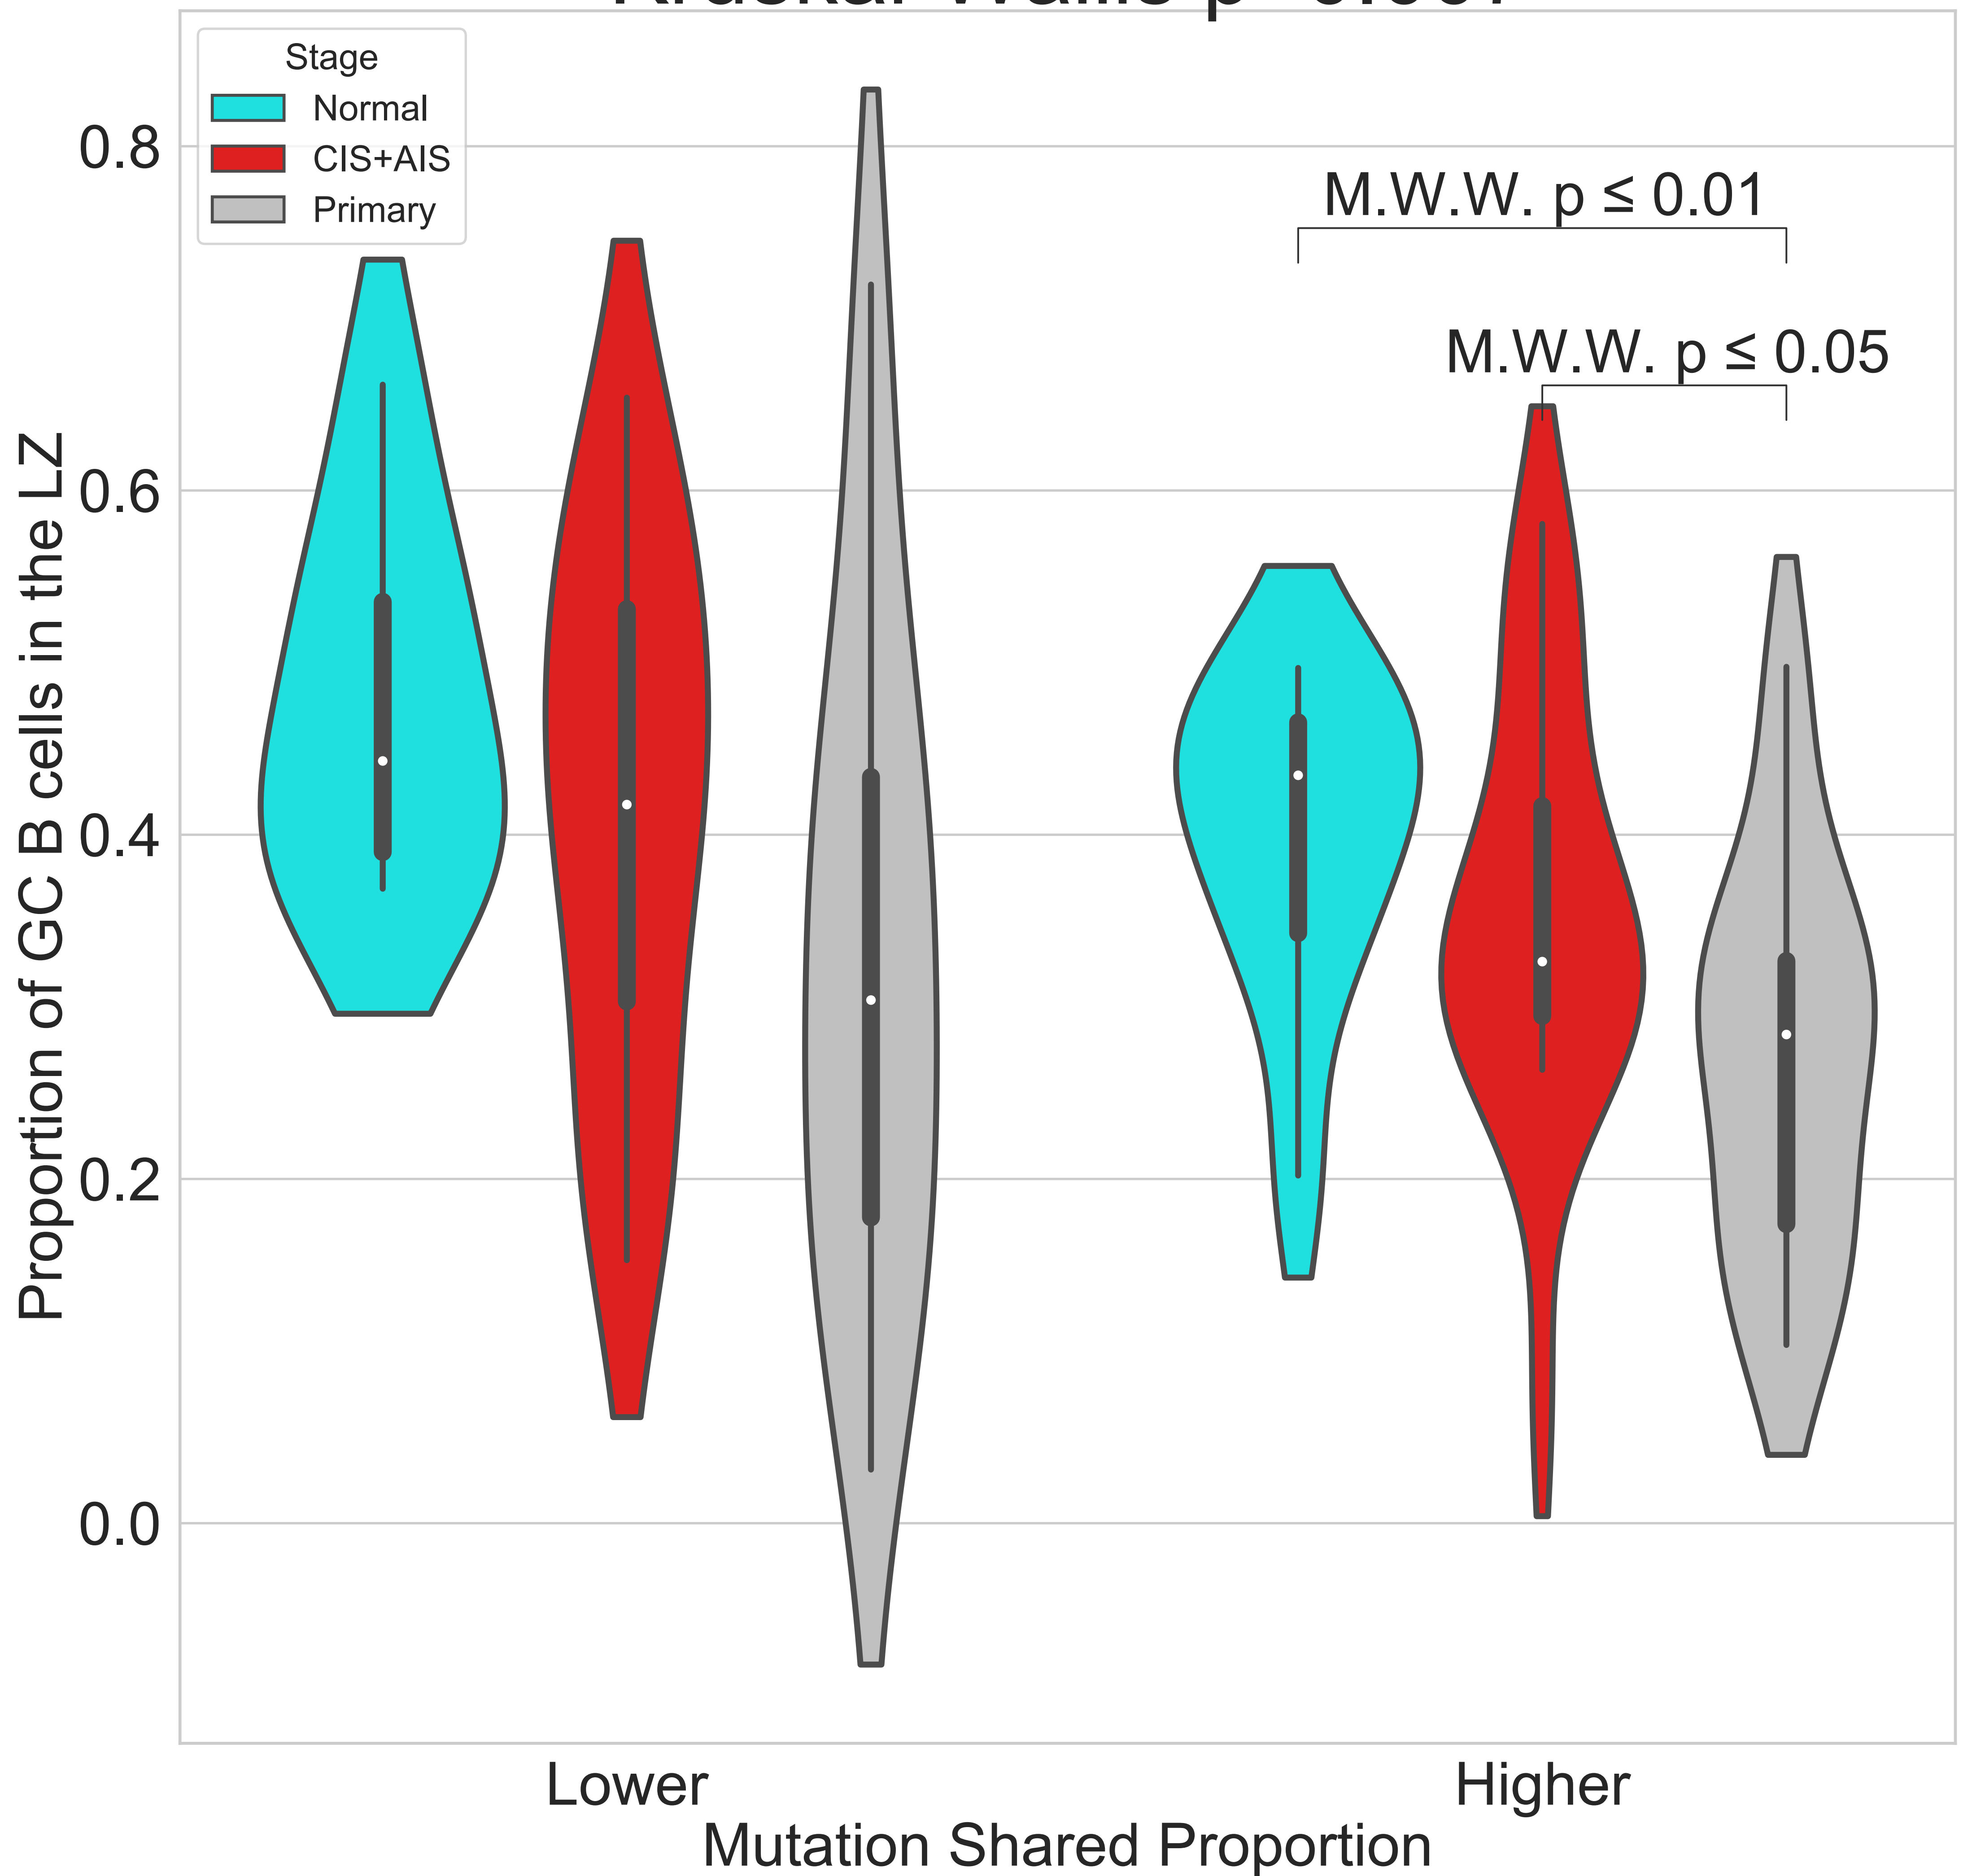 Stage
Normal
CIS+AIS
Primary
M.W.W. p ≤ 0.01
M.W.W. p ≤ 0.05
Proportion of GC B cells in the LZ
0.8
0.6
0.4
0.2
0.0
Lower
Higher
Mutation Shared Proportion